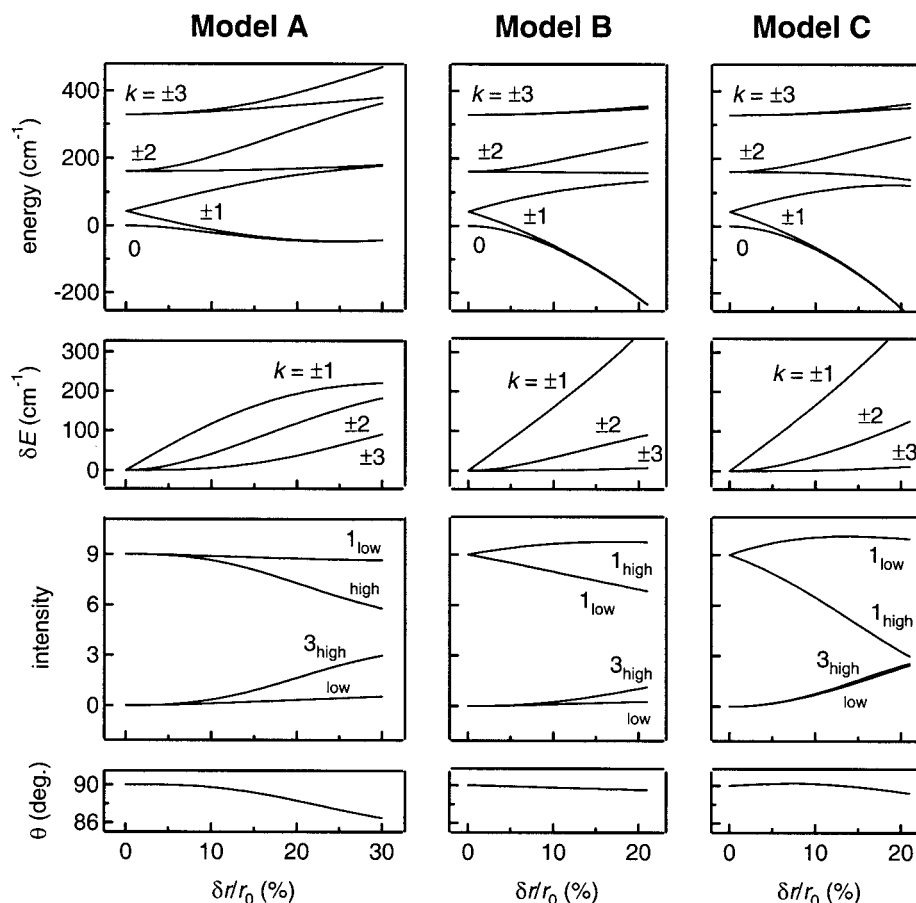 Model A
Model B
Model C
energy (cm⁻¹)
400
200
0
-200
k = ±3
±2
±1
0
k = ±3
±2
±1
0
k = ±3
±2
±1
0
δE (cm⁻¹)
300
200
100
0
k = ±1
±2
±3
k = ±1
±2
±3
k = ±1
±2
±3
intensity
9
6
3
0
1low
high
3high
low
1high
1low
3high
low
1low
1high
3high
low
θ (deg.)
90
86
0 10 20 30
0 10 20
0 10 20
δr/r₀ (%)
δr/r₀ (%)
δr/r₀ (%)